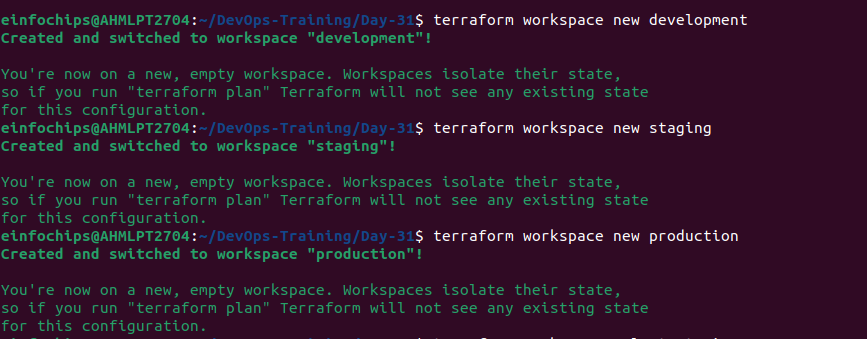 einfochips@AHMLPT2704:~/DevOps-Training/Day-31$ terraform workspace new development
Created and switched to workspace "development"!
You're now on a new, empty workspace. Workspaces isolate their state,
so if you run "terraform plan" Terraform will not see any existing state
for this configuration.
einfochips@AHMLPT2704:~/DevOps-Training/Day-31$ terraform workspace new staging
Created and switched to workspace "staging"!
You're now on a new, empty workspace. Workspaces isolate their state,
so if you run "terraform plan" Terraform will not see any existing state
for this configuration.
einfochips@AHMLPT2704:~/DevOps-Training/Day-31$ terraform workspace new production
Created and switched to workspace "production"!
You're now on a new, empty workspace. Workspaces isolate their state,
so if you run "terraform plan" Terraform will not see any existing state
for this configuration.